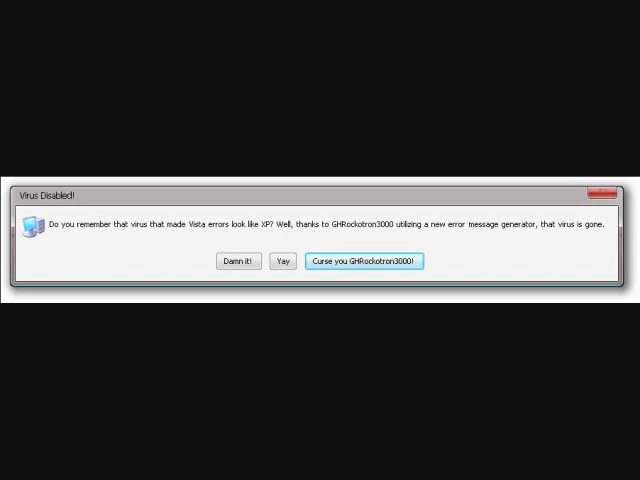 Virus Disabled!
Do you remember that virus that made Vista errors look like XP? Well, thanks to GHRockotron3000 utilizing a new error message generator, that virus is gone.
Damn it! Yay Curse you GHRockotron3000!